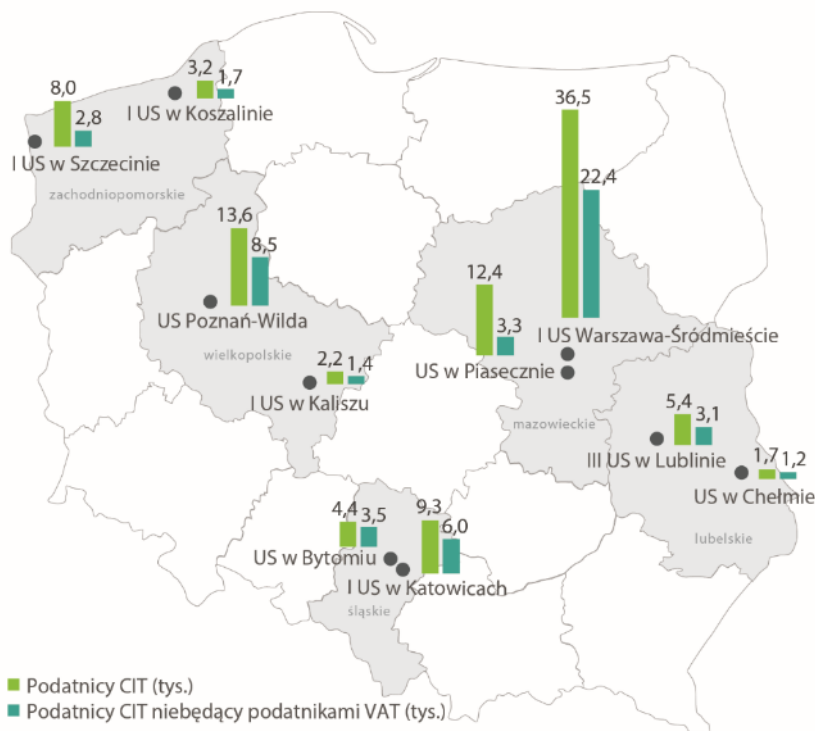 3,2
1,7
I US w Koszalinie
8,0
2,8
I US w Szczecinie
zachodniopomorskie
36,5
22,4
I US Warszawa-Śródmieście
13,6
8,5
US Poznań-Wilda
wielkopolskie
12,4
3,3
US w Piasecznie
mazowieckie
2,2
1,4
I US w Kaliszu
5,4
3,1
III US w Lublinie
1,7
1,2
US w Chełmie
lubelskie
4,4
3,5
US w Bytomiu
9,3
6,0
I US w Katowicach
śląskie
Podatnicy CIT (tys.)
Podatnicy CIT niebędący podatnikami VAT (tys.)